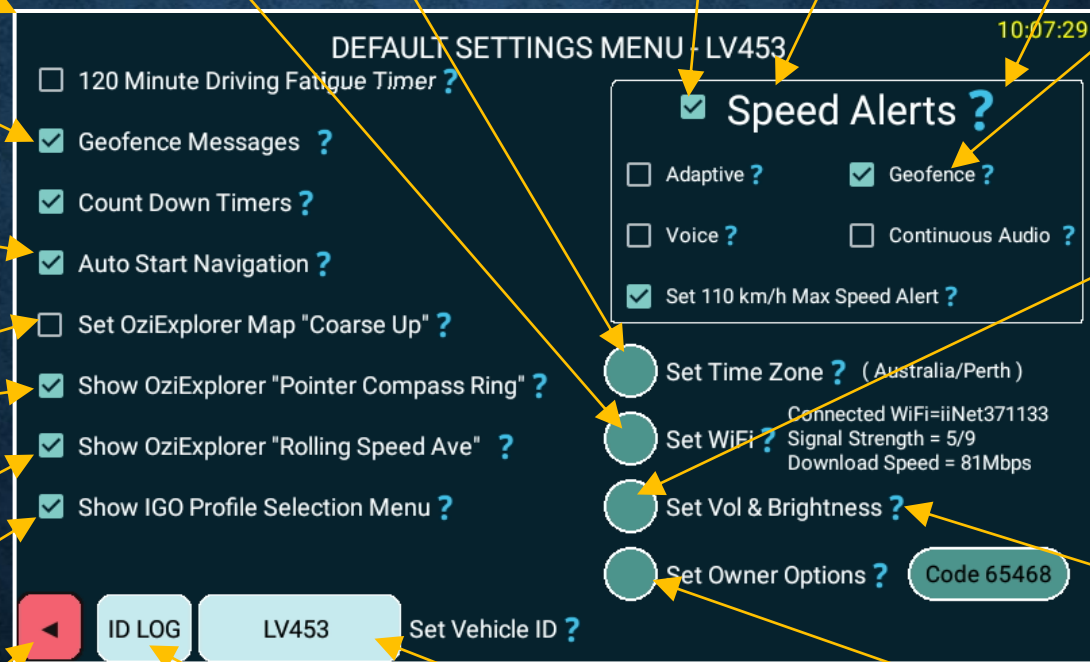 10:07:29
DEFAULT SETTINGS MENU - LV453
120 Minute Driving Fatigue Timer ?
Geofence Messages ?
Count Down Timers ?
Auto Start Navigation ?
Set OziExplorer Map "Coarse Up" ?
Show OziExplorer "Pointer Compass Ring" ?
Show OziExplorer "Rolling Speed Ave" ?
Show IGO Profile Selection Menu ?
Speed Alerts ?
Adaptive ?
Geofence ?
Voice ?
Continuous Audio ?
Set 110 km/h Max Speed Alert ?
Set Time Zone ? ( Australia/Perth )
Set WiFi ?
Connected WiFi=iiNet371133
Signal Strength = 5/9
Download Speed = 81Mbps
Set Vol & Brightness ?
Set Owner Options ? Code 65468
ID LOG LV453 Set Vehicle ID ?